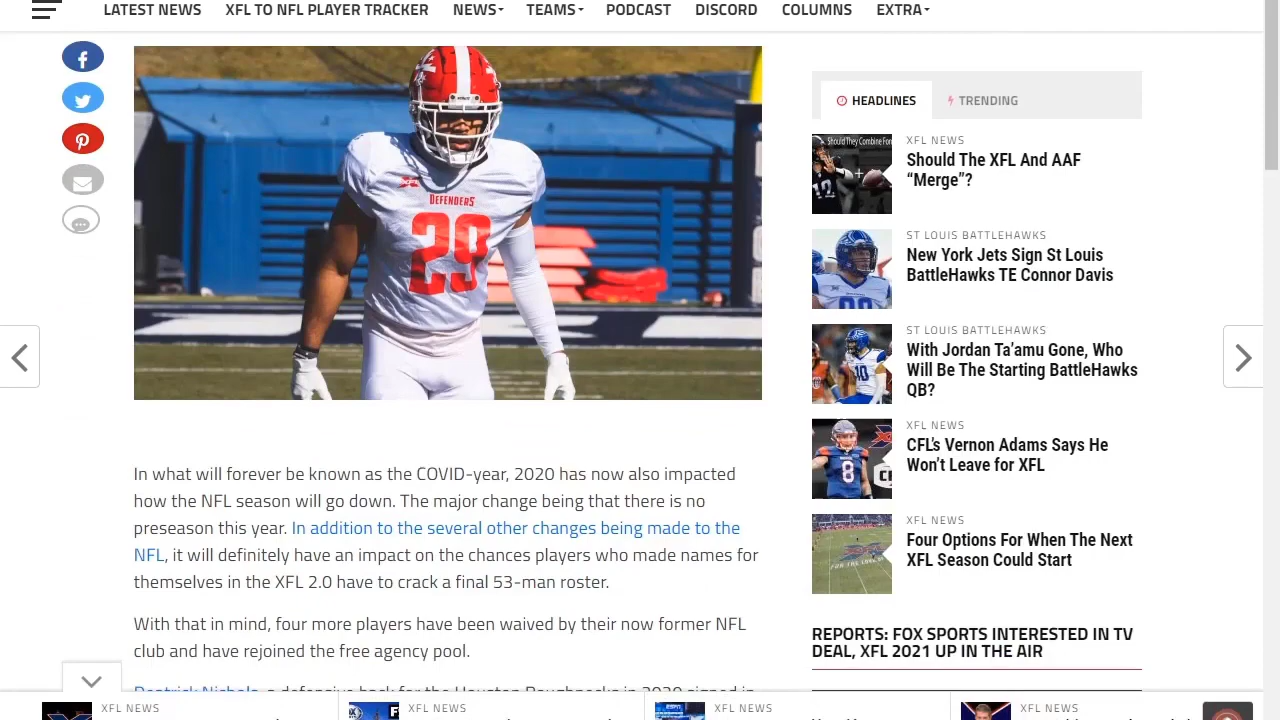 LATEST NEWS XFL TO NFL PLAYER TRACKER NEWS TEAMS PODCAST DISCORD COLUMNS EXTRA
DEFENDERS
29
In what will forever be known as the COVID-year, 2020 has now also impacted
how the NFL season will go down. The major change being that there is no
preseason this year. In addition to the several other changes being made to the
NFL, it will definitely have an impact on the chances players who made names for
themselves in the XFL 2.0 have to crack a final 53-man roster.
With that in mind, four more players have been waived by their now former NFL
club and have rejoined the free agency pool.
HEADLINES TRENDING
XFL NEWS
Should The XFL And AAF
“Merge”?
ST LOUIS BATTLEHAWKS
New York Jets Sign St Louis
BattleHawks TE Connor Davis
ST LOUIS BATTLEHAWKS
With Jordan Ta’amu Gone, Who
Will Be The Starting BattleHawks
QB?
XFL NEWS
CFL’s Vernon Adams Says He
Won’t Leave for XFL
XFL NEWS
Four Options For When The Next
XFL Season Could Start
REPORTS: FOX SPORTS INTERESTED IN TV
DEAL, XFL 2021 UP IN THE AIR
XFL NEWS XFL NEWS XFL NEWS XFL NEWS